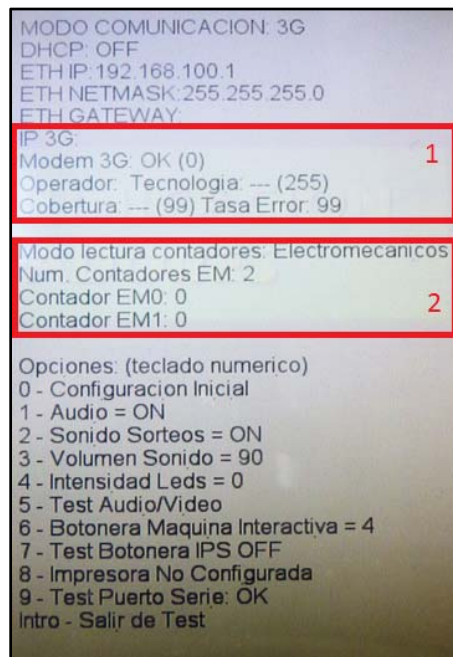 MODO COMUNICACION: 3G
DHCP: OFF
ETH IP:192.168.100.1
ETH NETMASK:255.255.255.0
ETH GATEWAY:
IP 3G:
Modem 3G: OK (0)
1
Operador: Tecnologia: --- (255)
Cobertura: --- (99) Tasa Error: 99
Modo lectura contadores: Electromecanicos
Num. Contadores EM: 2
Contador EM0: 0
2
Contador EM1: 0
Opciones: (teclado numerico)
0 - Configuracion Inicial
1 - Audio = ON
2 - Sonido Sorteos = ON
3 - Volumen Sonido = 90
4 - Intensidad Leds = 0
5 - Test Audio/Video
6 - Botonera Maquina Interactiva = 4
7 - Test Botonera IPS OFF
8 - Impresora No Configurada
9 - Test Puerto Serie: OK
Intro - Salir de Test